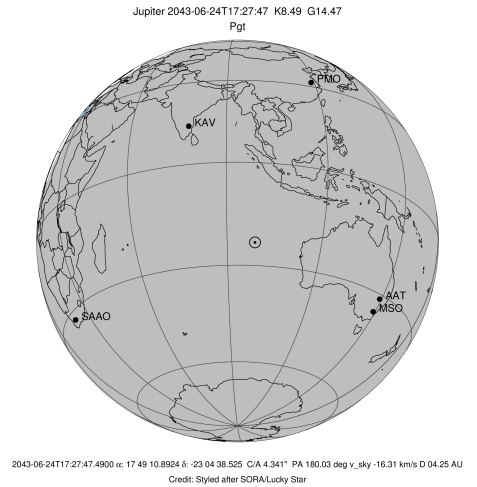 Jupiter 2043-06-24T17:27:47 K8.49 G14.47
Pgt
PMO
KAV
AAT
MSO
SAAO
2043-06-24T17:27:47.4900 α: 17 49 10.8924 δ: -23 04 38.525 C/A 4.341" PA 180.03 deg v_sky -16.31 km/s D 04.25 AU
Credit: Styled after SORA/Lucky Star